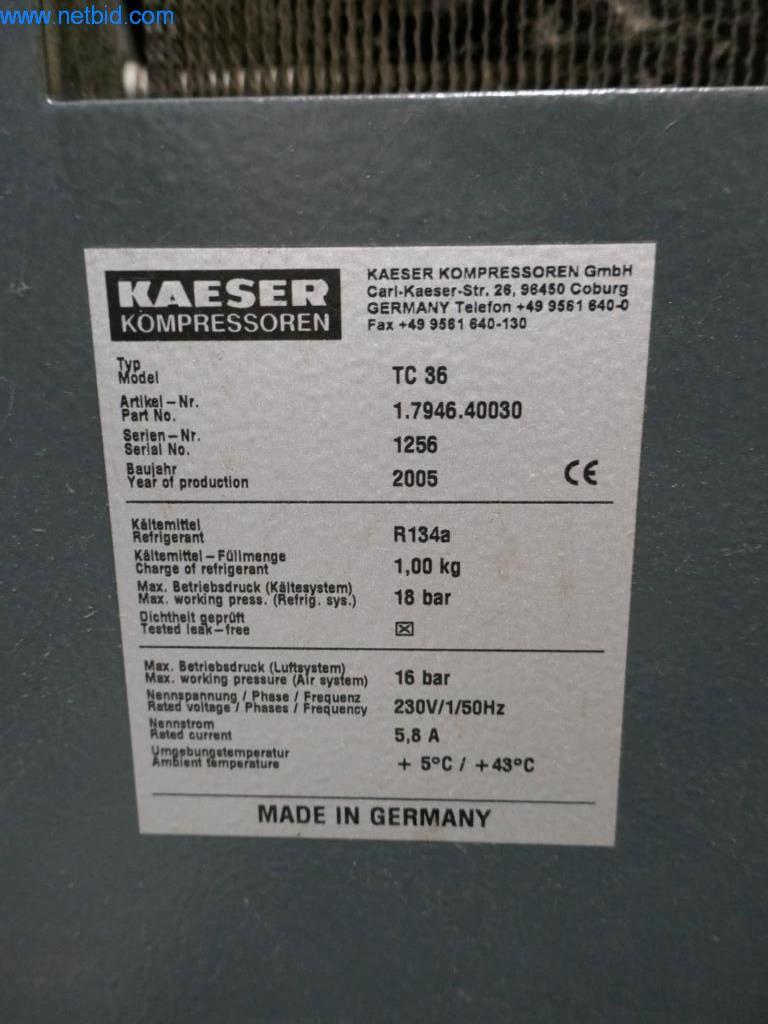 www.netbid.com
KAESER
KOMPRESSOREN
KAESER KOMPRESSOREN GmbH
Carl-Kaeser-Str. 26, 96450 Coburg
GERMANY Telefon +49 9561 640-0
Fax +49 9561 640-130
Typ
Model TC 36
Artikel-Nr.
Part No. 1.7946.40030
Serien-Nr.
Serial No. 1256
Baujahr
Year of production 2005 CE
Kältemittel
Refrigerant R134a
Kältemittel-Füllmenge
Charge of refrigerant 1,00 kg
Max. Betriebsdruck (Kältesystem)
Max. working press. (Refrig. sys.) 18 bar
Dichtheit geprüft
Tested leak-free ☒
Max. Betriebsdruck (Luftsystem)
Max. working pressure (Air system) 16 bar
Nennspannung / Phase / Frequenz
Rated voltage / Phases / Frequency 230V/1/50Hz
Nennstrom
Rated current 5,8 A
Umgebungstemperatur
Ambient temperature + 5°C / +43°C
MADE IN GERMANY